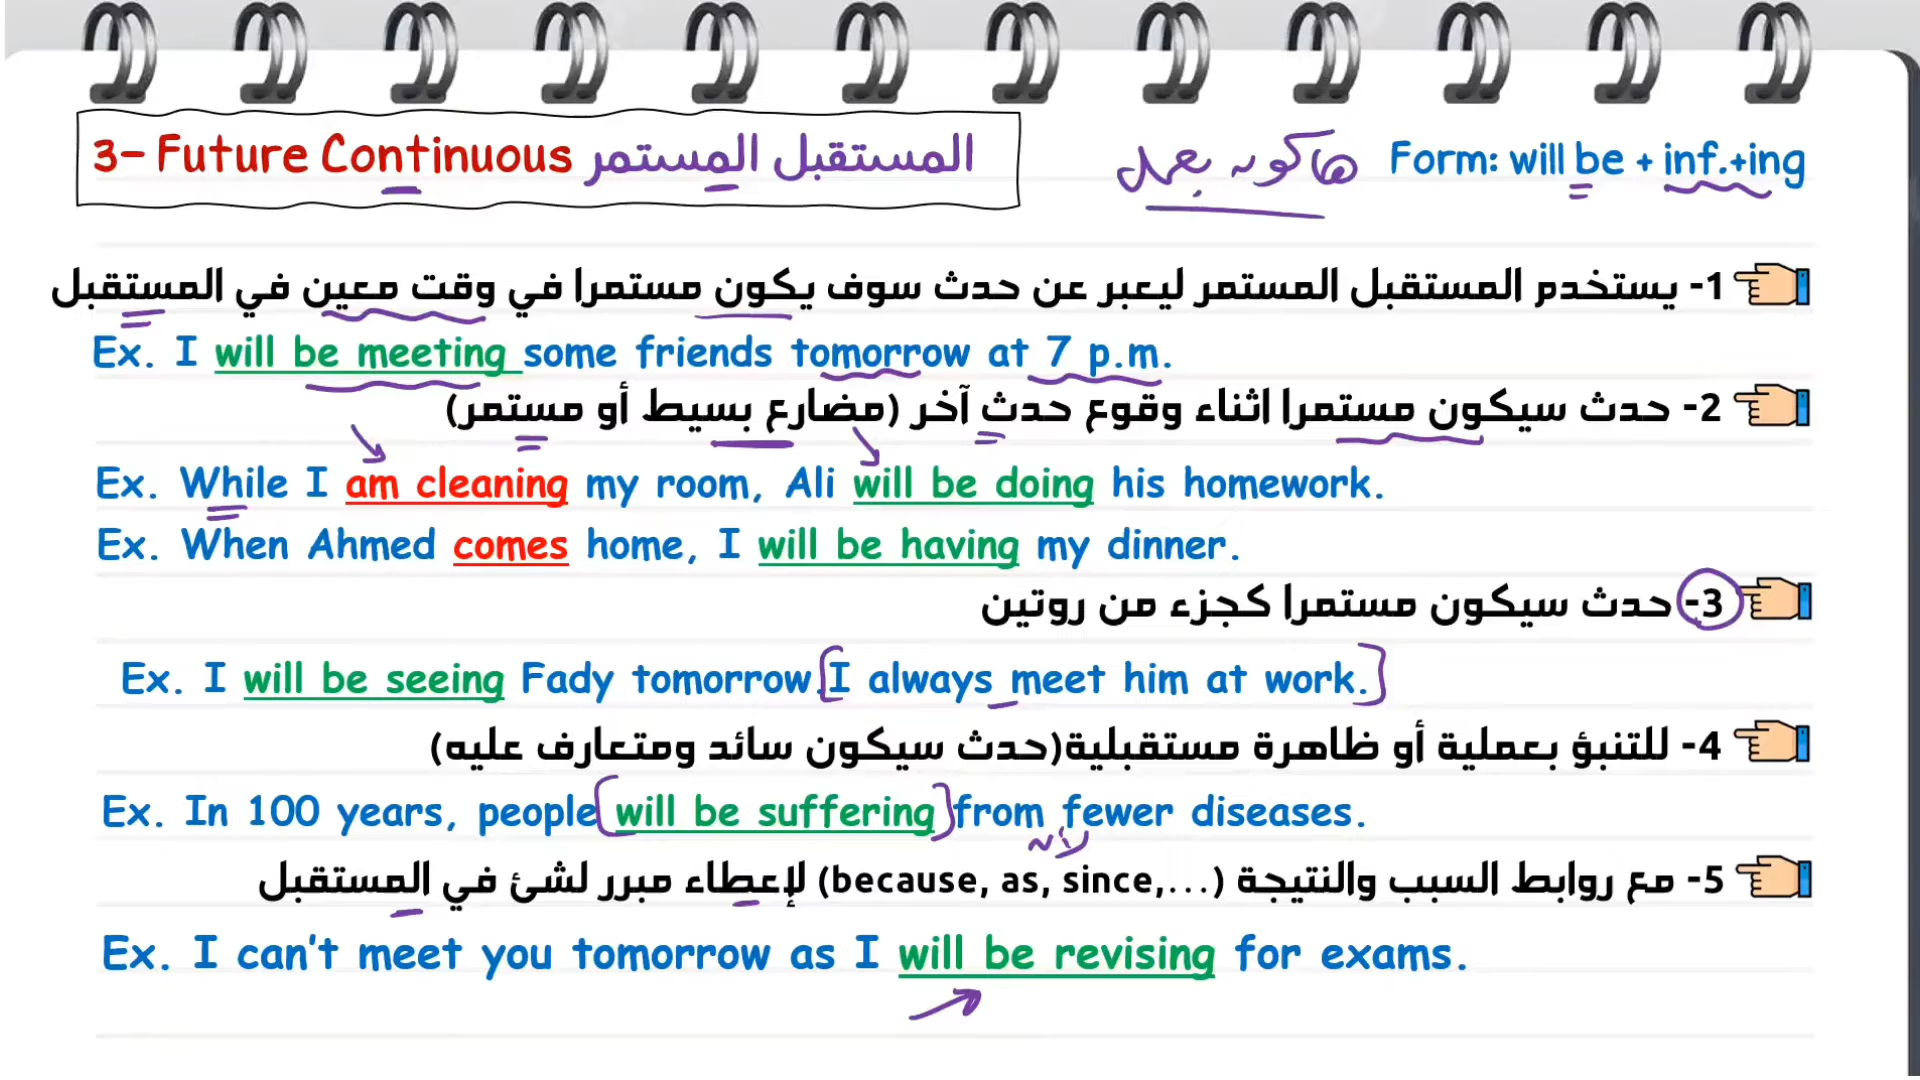 3- Future Continuous المستقبل المستمر
هاكون بعمل
Form: will be + inf.+ing
1- يستخدم المستقبل المستمر ليعبر عن حدث سوف يكون مستمرا في وقت معين في المستقبل
Ex. I will be meeting some friends tomorrow at 7 p.m.
2- حدث سيكون مستمرا اثناء وقوع حدث آخر (مضارع بسيط أو مستمر)
Ex. While I am cleaning my room, Ali will be doing his homework.
Ex. When Ahmed comes home, I will be having my dinner.
3- حدث سيكون مستمرا كجزء من روتين
Ex. I will be seeing Fady tomorrow. I always meet him at work.
4- للتنبؤ بعملية أو ظاهرة مستقبلية(حدث سيكون سائد ومتعارف عليه)
Ex. In 100 years, people will be suffering from fewer diseases.
لأن
5- مع روابط السبب والنتيجة (because, as, since,...) لإعطاء مبرر لشئ في المستقبل
Ex. I can't meet you tomorrow as I will be revising for exams.